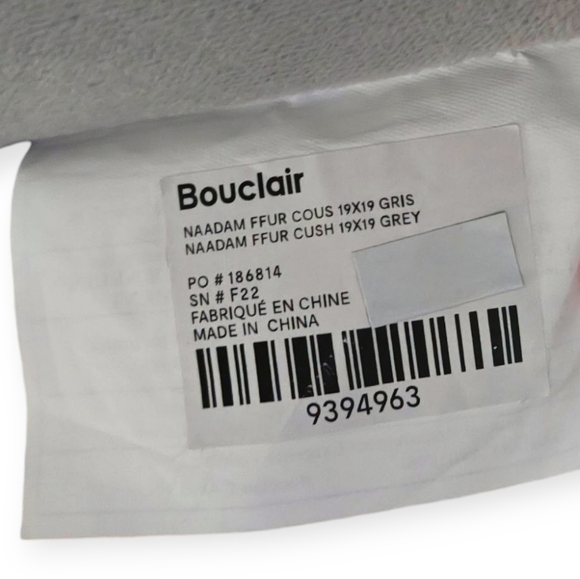 Bouclair
NAADAM FFUR COUS 19X19 GRIS
NAADAM FFUR CUSH 19X19 GREY
PO # 186814
SN # F22
FABRIQUÉ EN CHINE
MADE IN CHINA
9394963